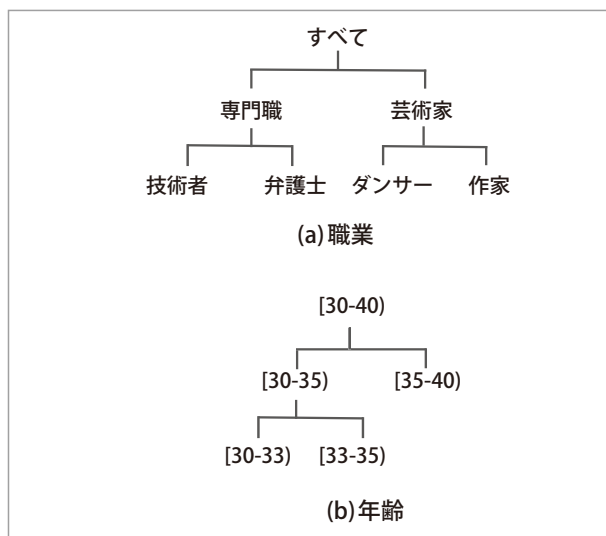 すべて
専門職 芸術家
技術者 弁護士 ダンサー 作家
(a)職業
[30-40)
[30-35) [35-40)
[30-33) [33-35)
(b)年齢